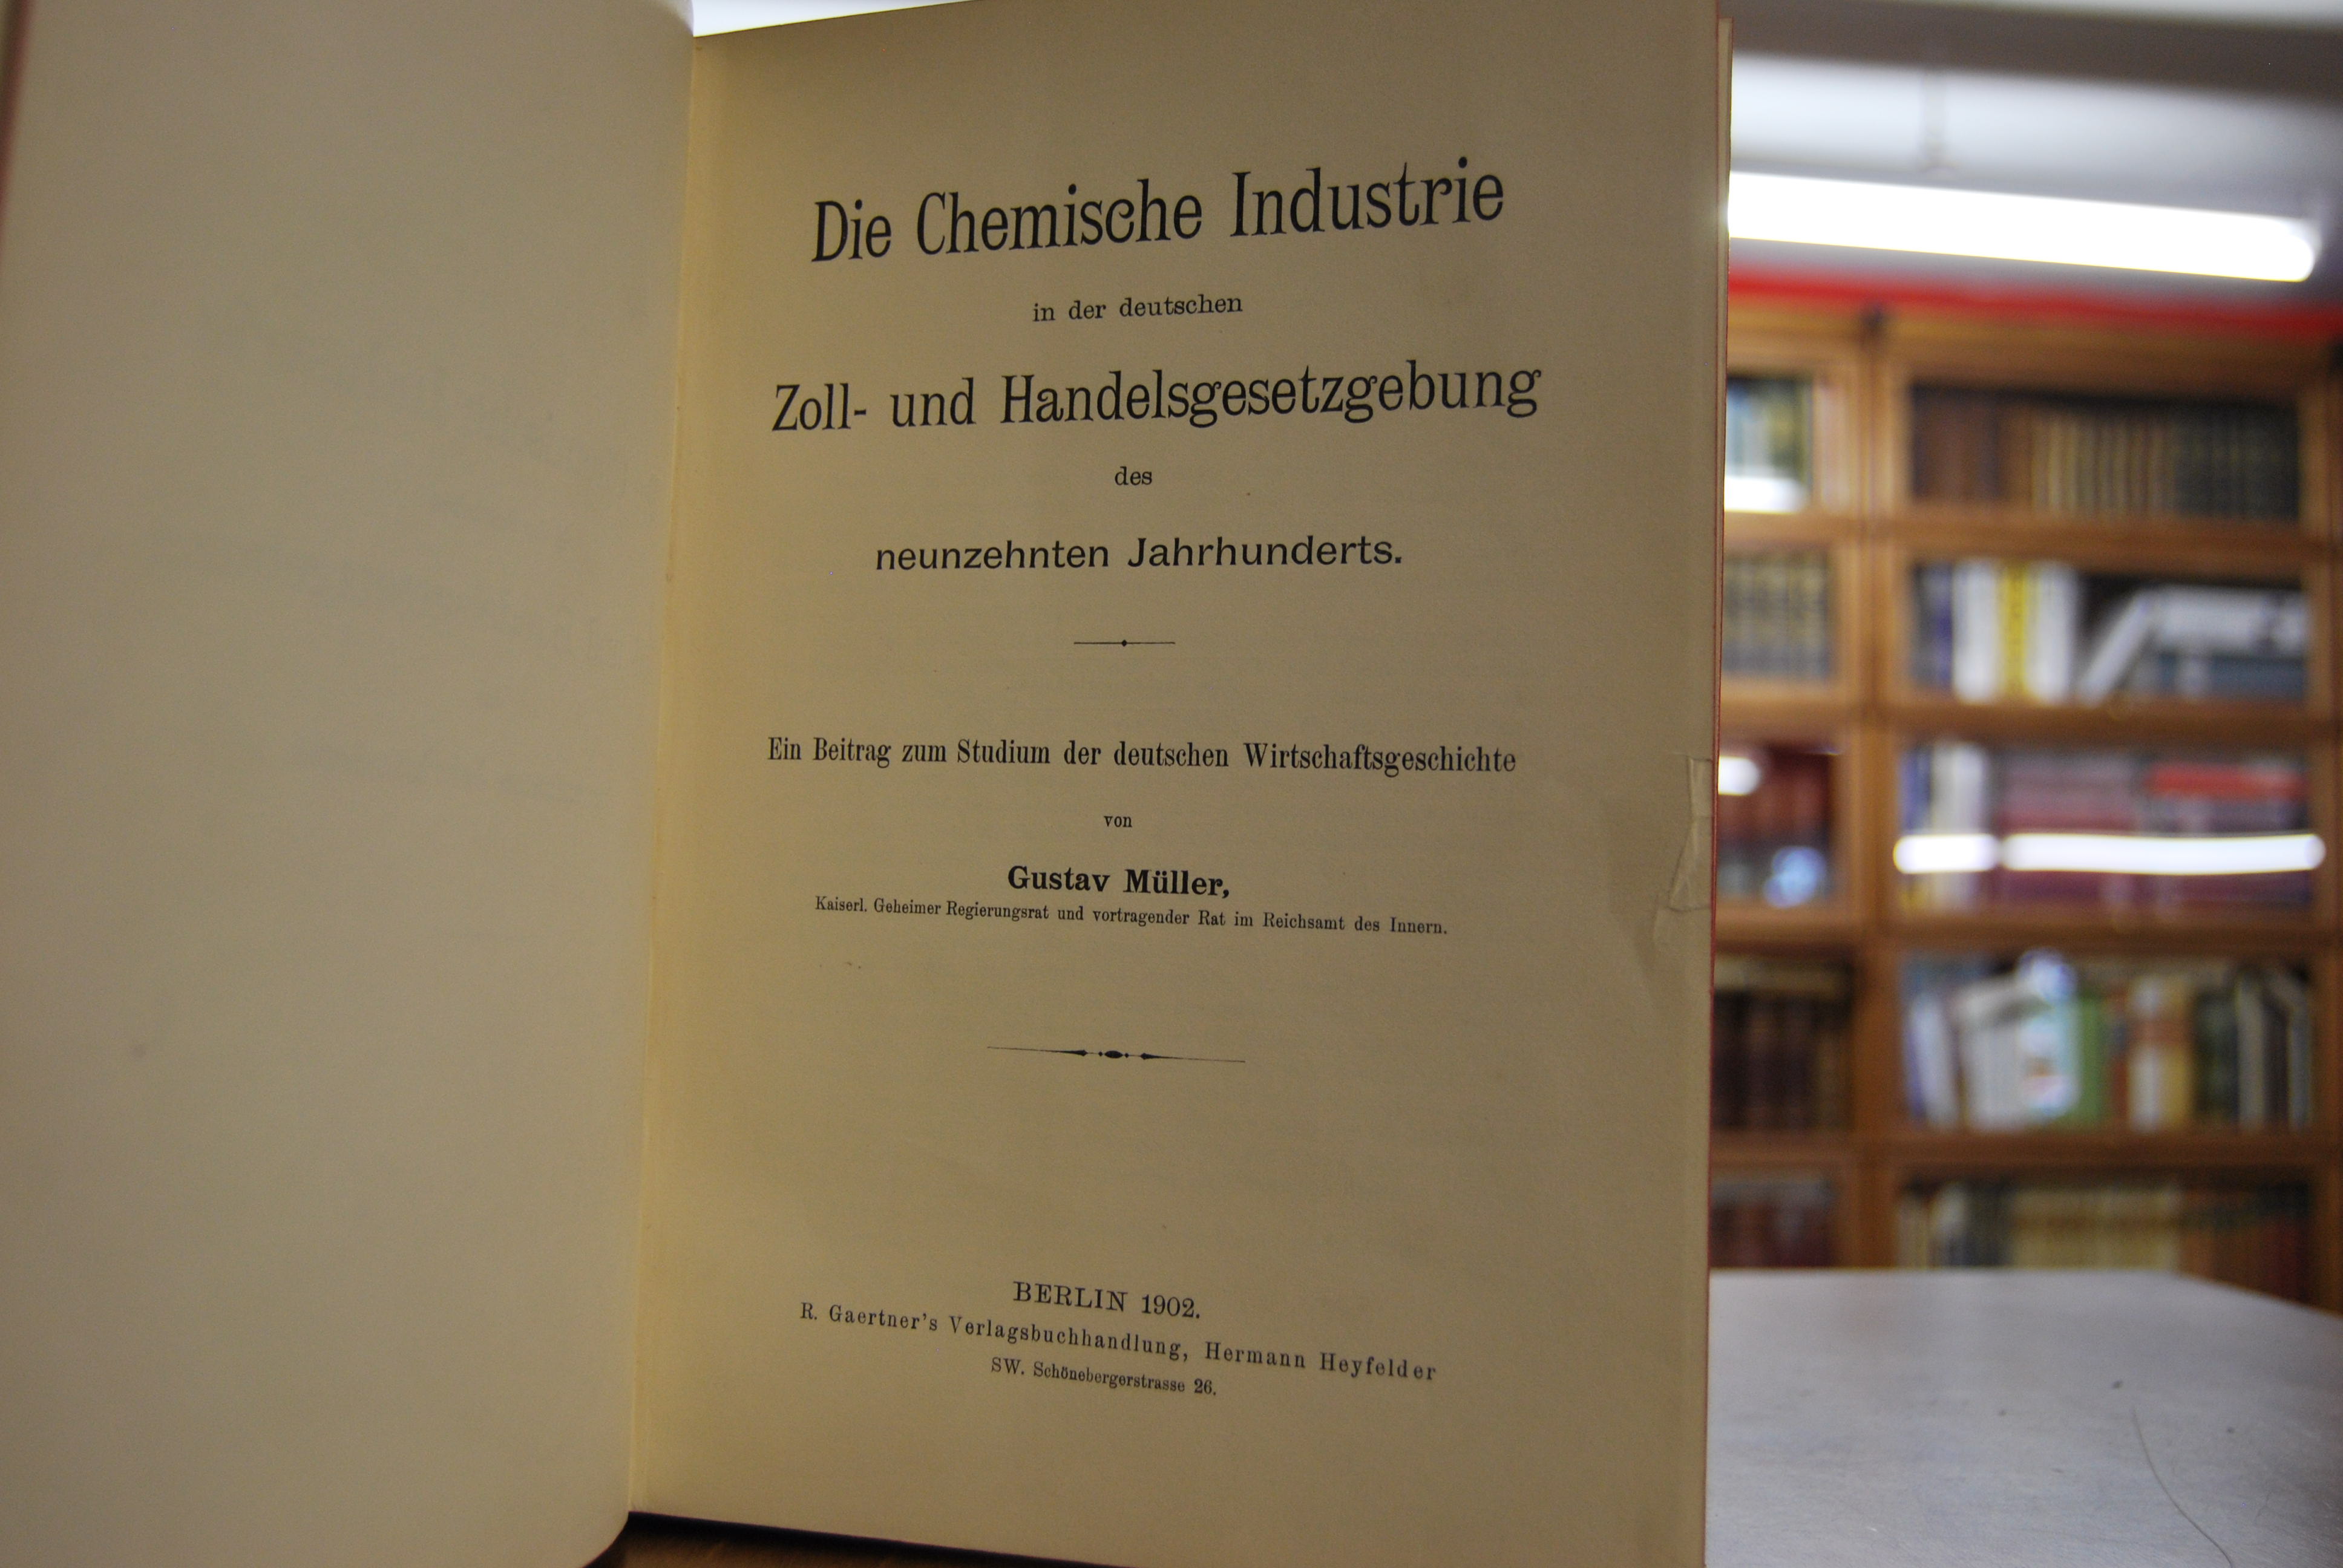 Die Chemische Industrie
in der deutschen
Zoll- und Handelsgesetzgebung
des
neunzehnten Jahrhunderts.
Ein Beitrag zum Studium der deutschen Wirtschaftsgeschichte
von
Gustav Müller,
Kaiserl. Geheimer Regierungsrat und vortragender Rat im Reichsamt des Innern.
BERLIN 1902.
R. Gaertner's Verlagsbuchhandlung, Hermann Heyfelder
SW. Schönebergerstrasse 26.